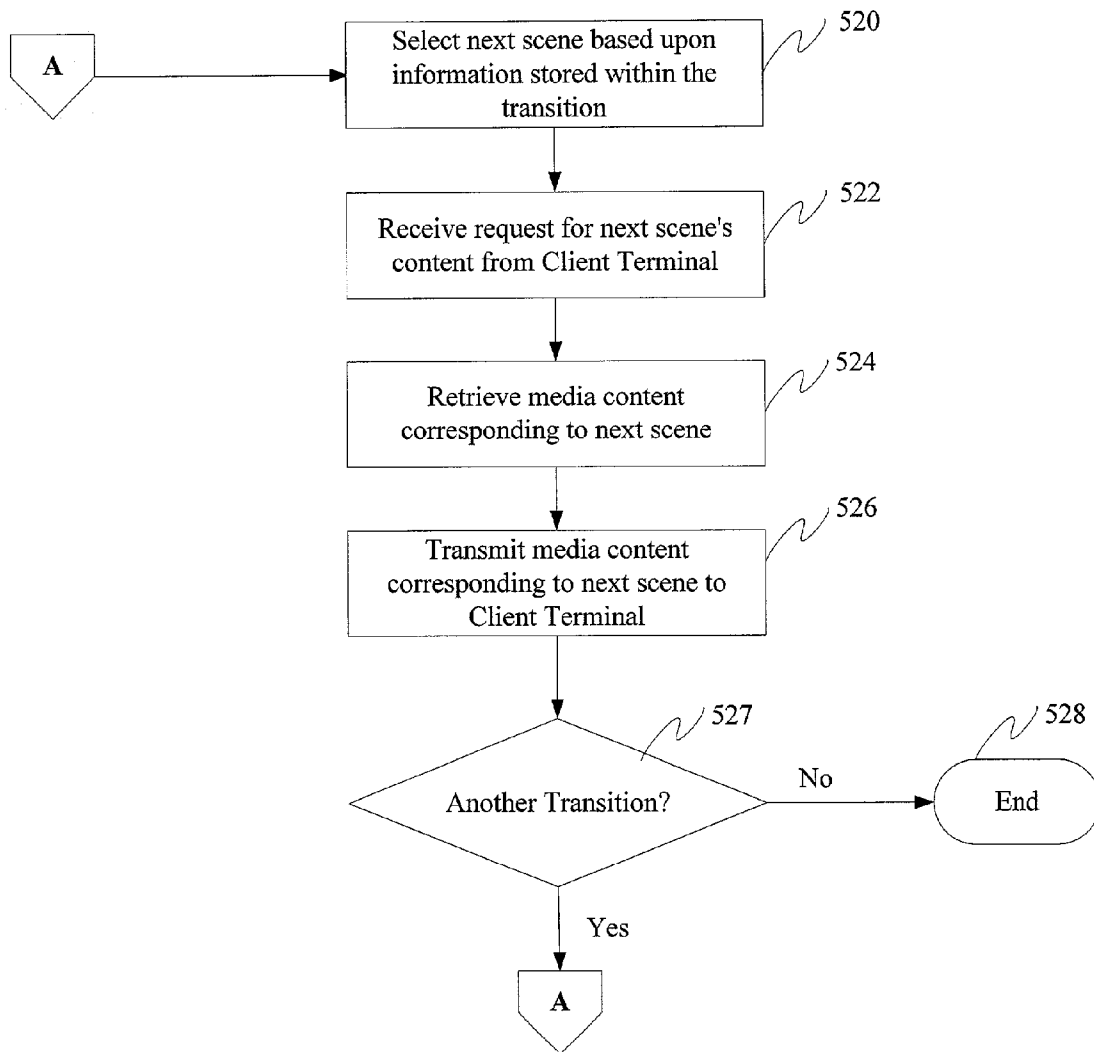 A
Select next scene based upon
information stored within the
transition
520
Receive request for next scene's
content from Client Terminal
522
Retrieve media content
corresponding to next scene
524
Transmit media content
corresponding to next scene to
Client Terminal
526
Another Transition?
527
No
End
528
Yes
A